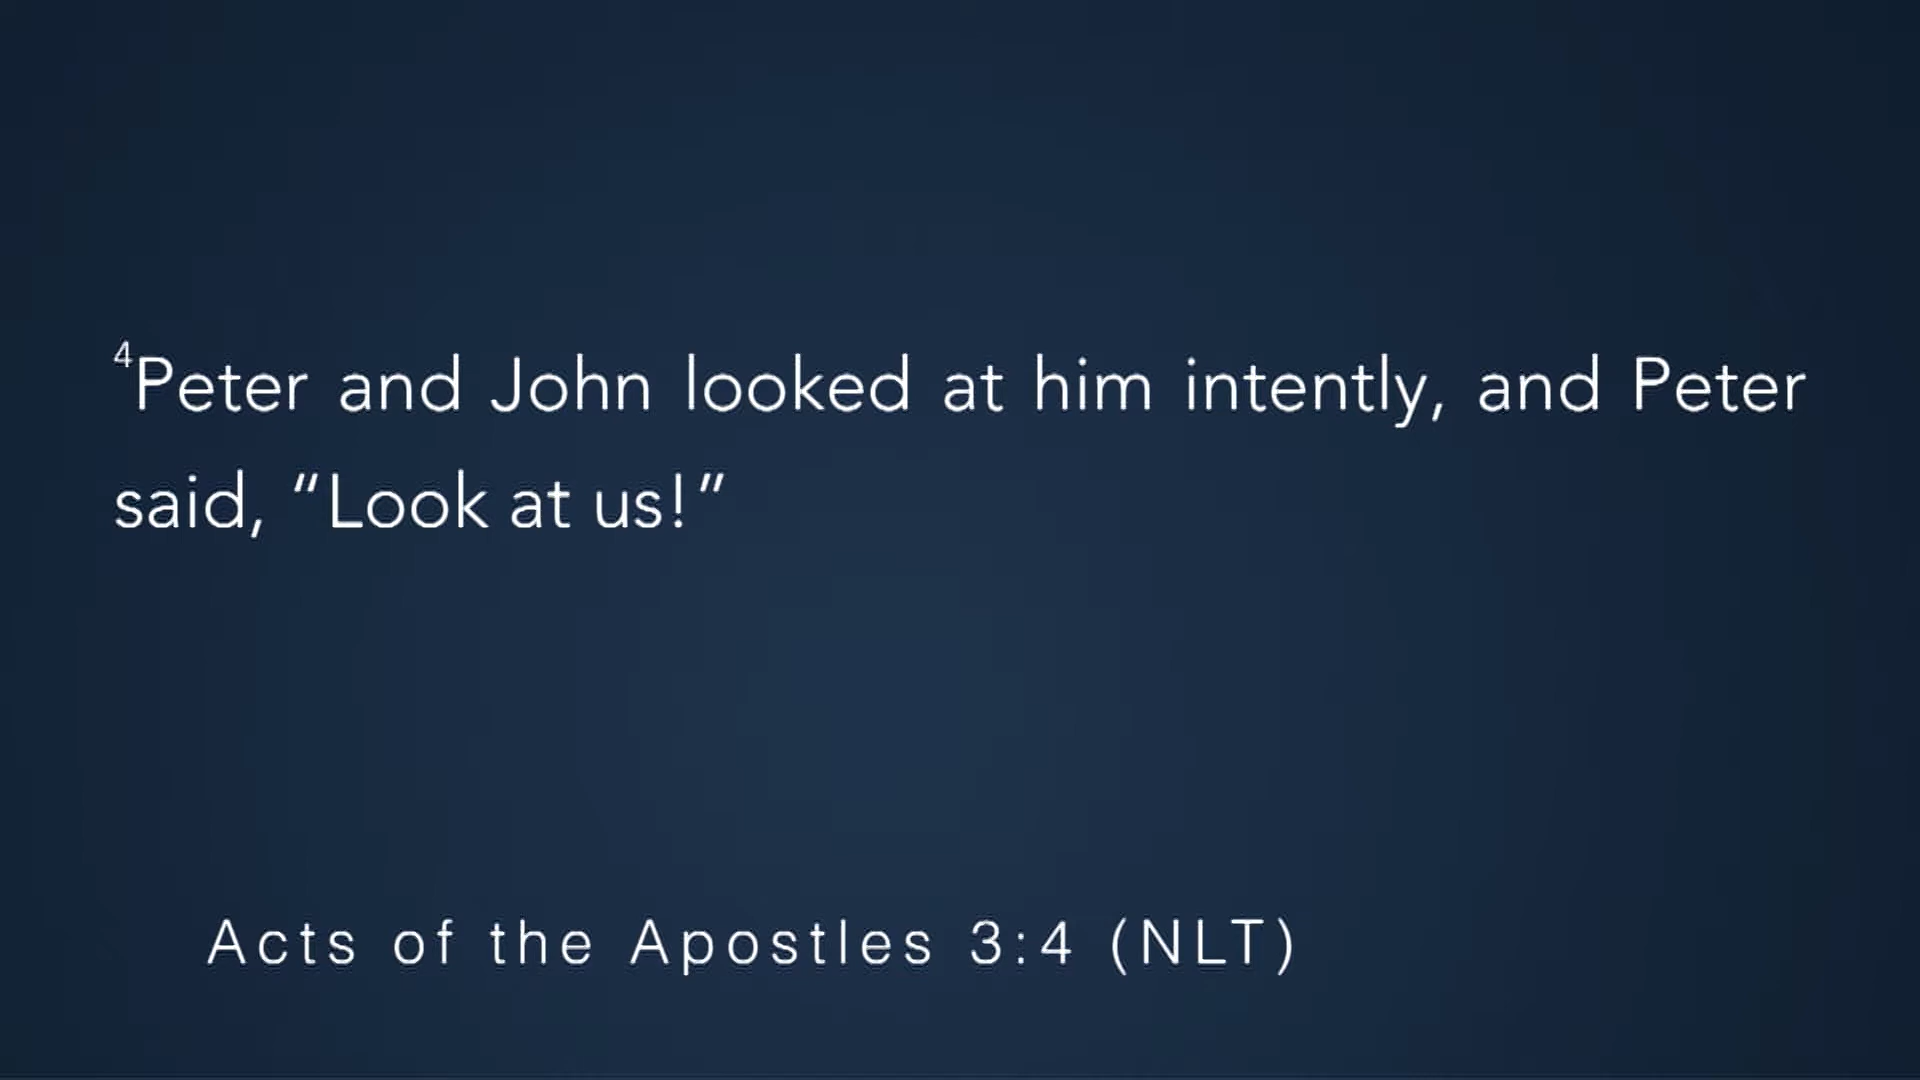 ⁴Peter and John looked at him intently, and Peter
said, “Look at us!”
Acts of the Apostles 3:4 (NLT)